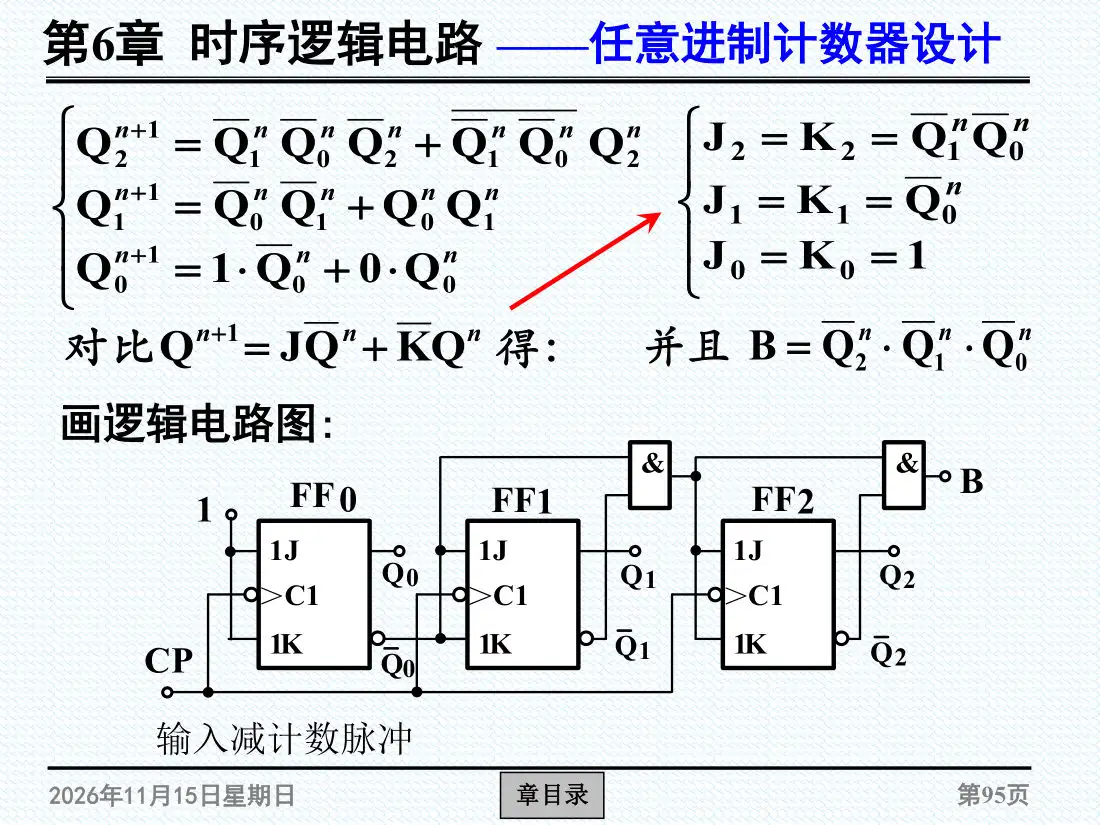 第6章 时序逻辑电路 ——任意进制计数器设计
Q₂ⁿ⁺¹ = Q̅₁ⁿ Q̅₀ⁿ Q̅₂ⁿ + \overline{Q̅₁ⁿ Q̅₀ⁿ} Q₂ⁿ
Q₁ⁿ⁺¹ = Q̅₀ⁿ Q̅₁ⁿ + Q₀ⁿ Q₁ⁿ
Q₀ⁿ⁺¹ = 1·Q̅₀ⁿ + 0·Q₀ⁿ
J₂ = K₂ = Q̅₁ⁿ Q̅₀ⁿ
J₁ = K₁ = Q̅₀ⁿ
J₀ = K₀ = 1
对比Qⁿ⁺¹ = JQ̅ⁿ + K̅Qⁿ 得: 并且 B = Q̅₂ⁿ · Q̅₁ⁿ · Q̅₀ⁿ
画逻辑电路图:
& & B
1 FF0 FF1 FF2
1J 1J 1J
Q0 Q1 Q2
>C1 >C1 >C1
1K 1K 1K
CP Q̅0 Q̅1 Q̅2
输入减计数脉冲
2026年11月15日星期日 章目录 第95页